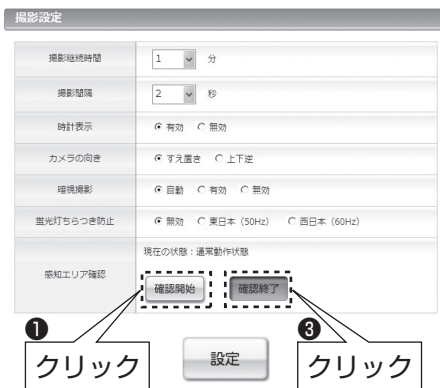 撮影設定
撮影継続時間 1 分
撮影間隔 2 秒
時計表示 有効 無効
カメラの向き すえ置き 上下逆
暗視撮影 自動 有効 無効
蛍光灯ちらつき防止 無効 東日本（50Hz） 西日本（60Hz）
現在の状態：通常動作状態
感知エリア確認
確認開始 確認終了
❶ ❸
クリック 設定 クリック